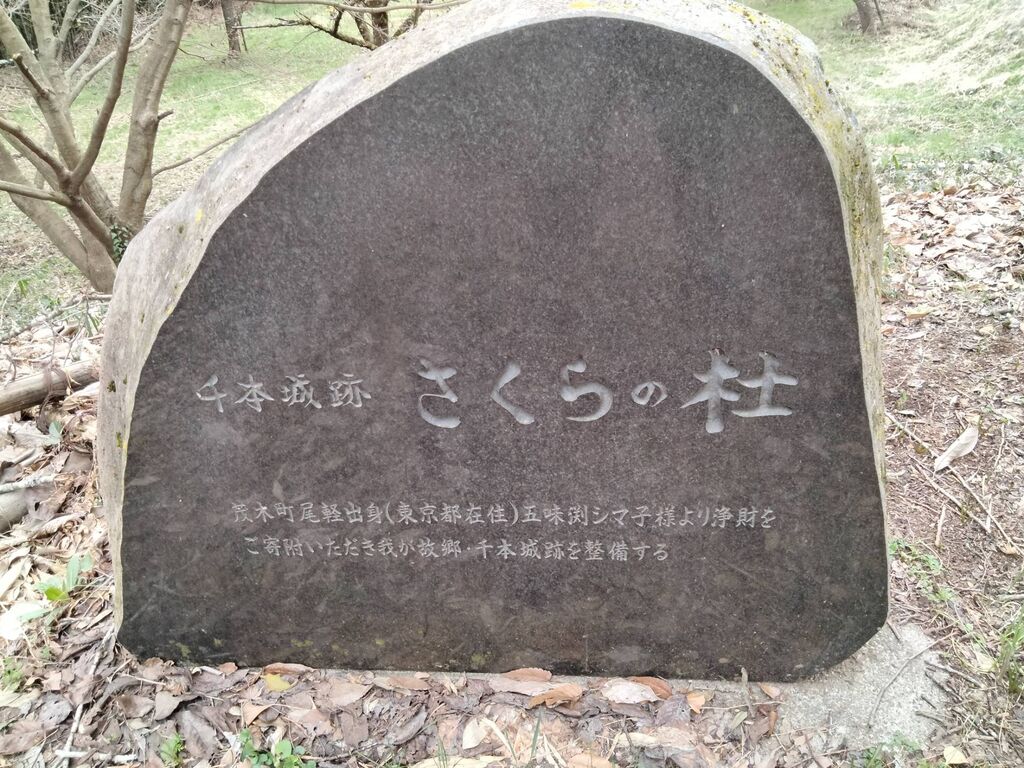 千本城跡 さくらの杜
茂木町尾軽出身(東京都在住)五味渕シマ子様より浄財を
ご寄附いただき我が故郷・千本城跡を整備する